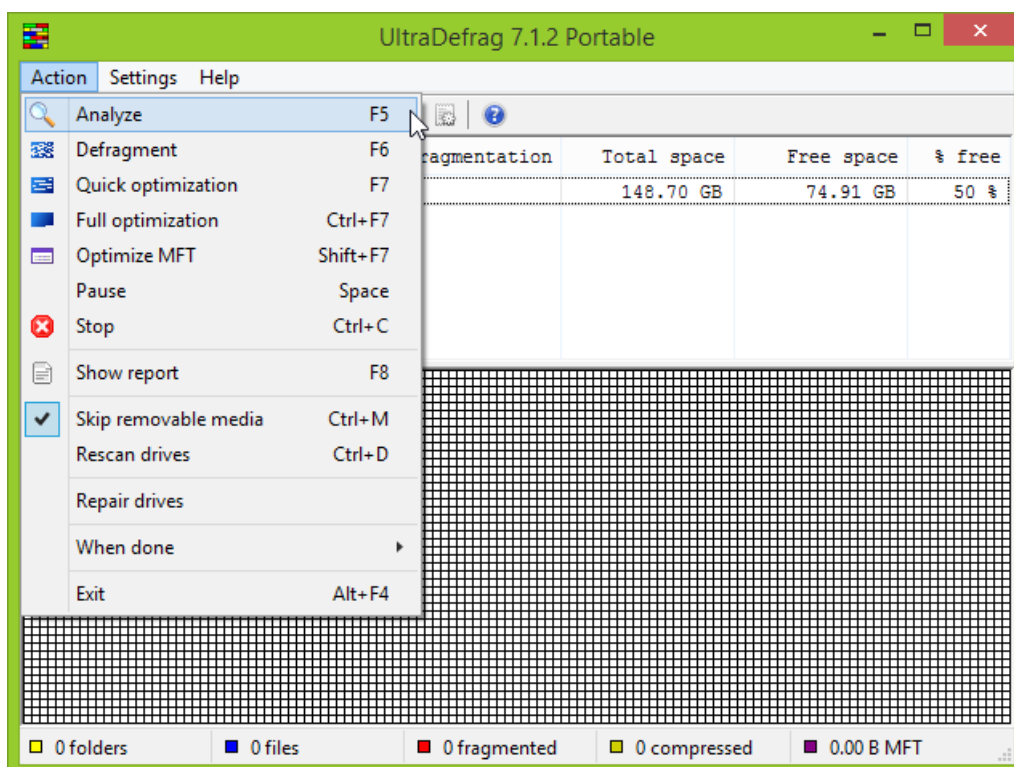 UltraDefrag 7.1.2 Portable
Action Settings Help
Analyze F5
Defragment F6
Quick optimization F7
Full optimization Ctrl+F7
Optimize MFT Shift+F7
Pause Space
Stop Ctrl+C
Show report F8
Skip removable media Ctrl+M
Rescan drives Ctrl+D
Repair drives
When done
Exit Alt+F4
ragmentation Total space Free space % free
148.70 GB 74.91 GB 50 %
0 folders 0 files 0 fragmented 0 compressed 0.00 B MFT